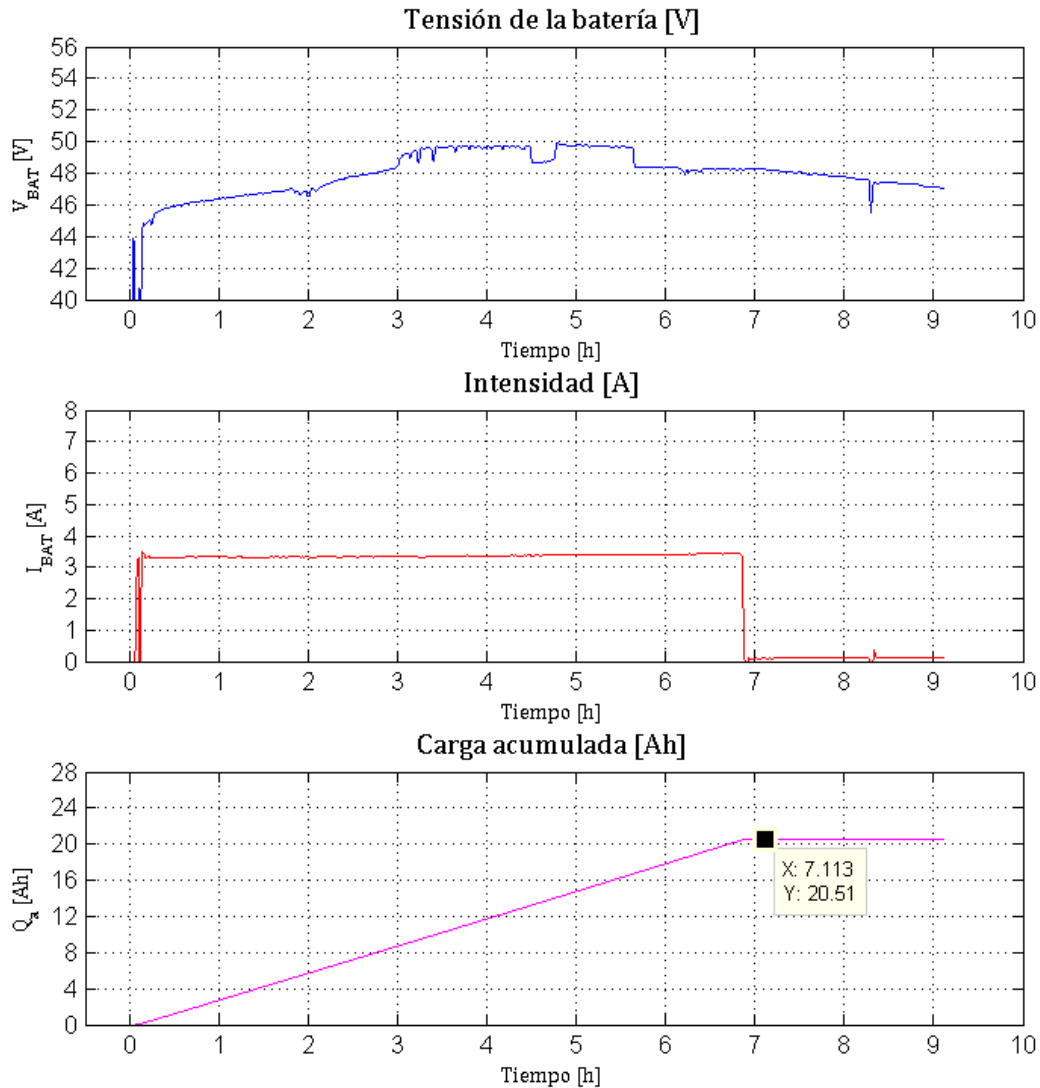 Tensión de la batería [V]
56
54
52
50
48
46
44
42
40
V_BAT [V]
0 1 2 3 4 5 6 7 8 9 10
Tiempo [h]
Intensidad [A]
8
7
6
5
4
3
2
1
0
I_BAT [A]
0 1 2 3 4 5 6 7 8 9 10
Tiempo [h]
Carga acumulada [Ah]
28
24
20
16
12
8
4
0
Q_a [Ah]
X: 7.113
Y: 20.51
0 1 2 3 4 5 6 7 8 9 10
Tiempo [h]